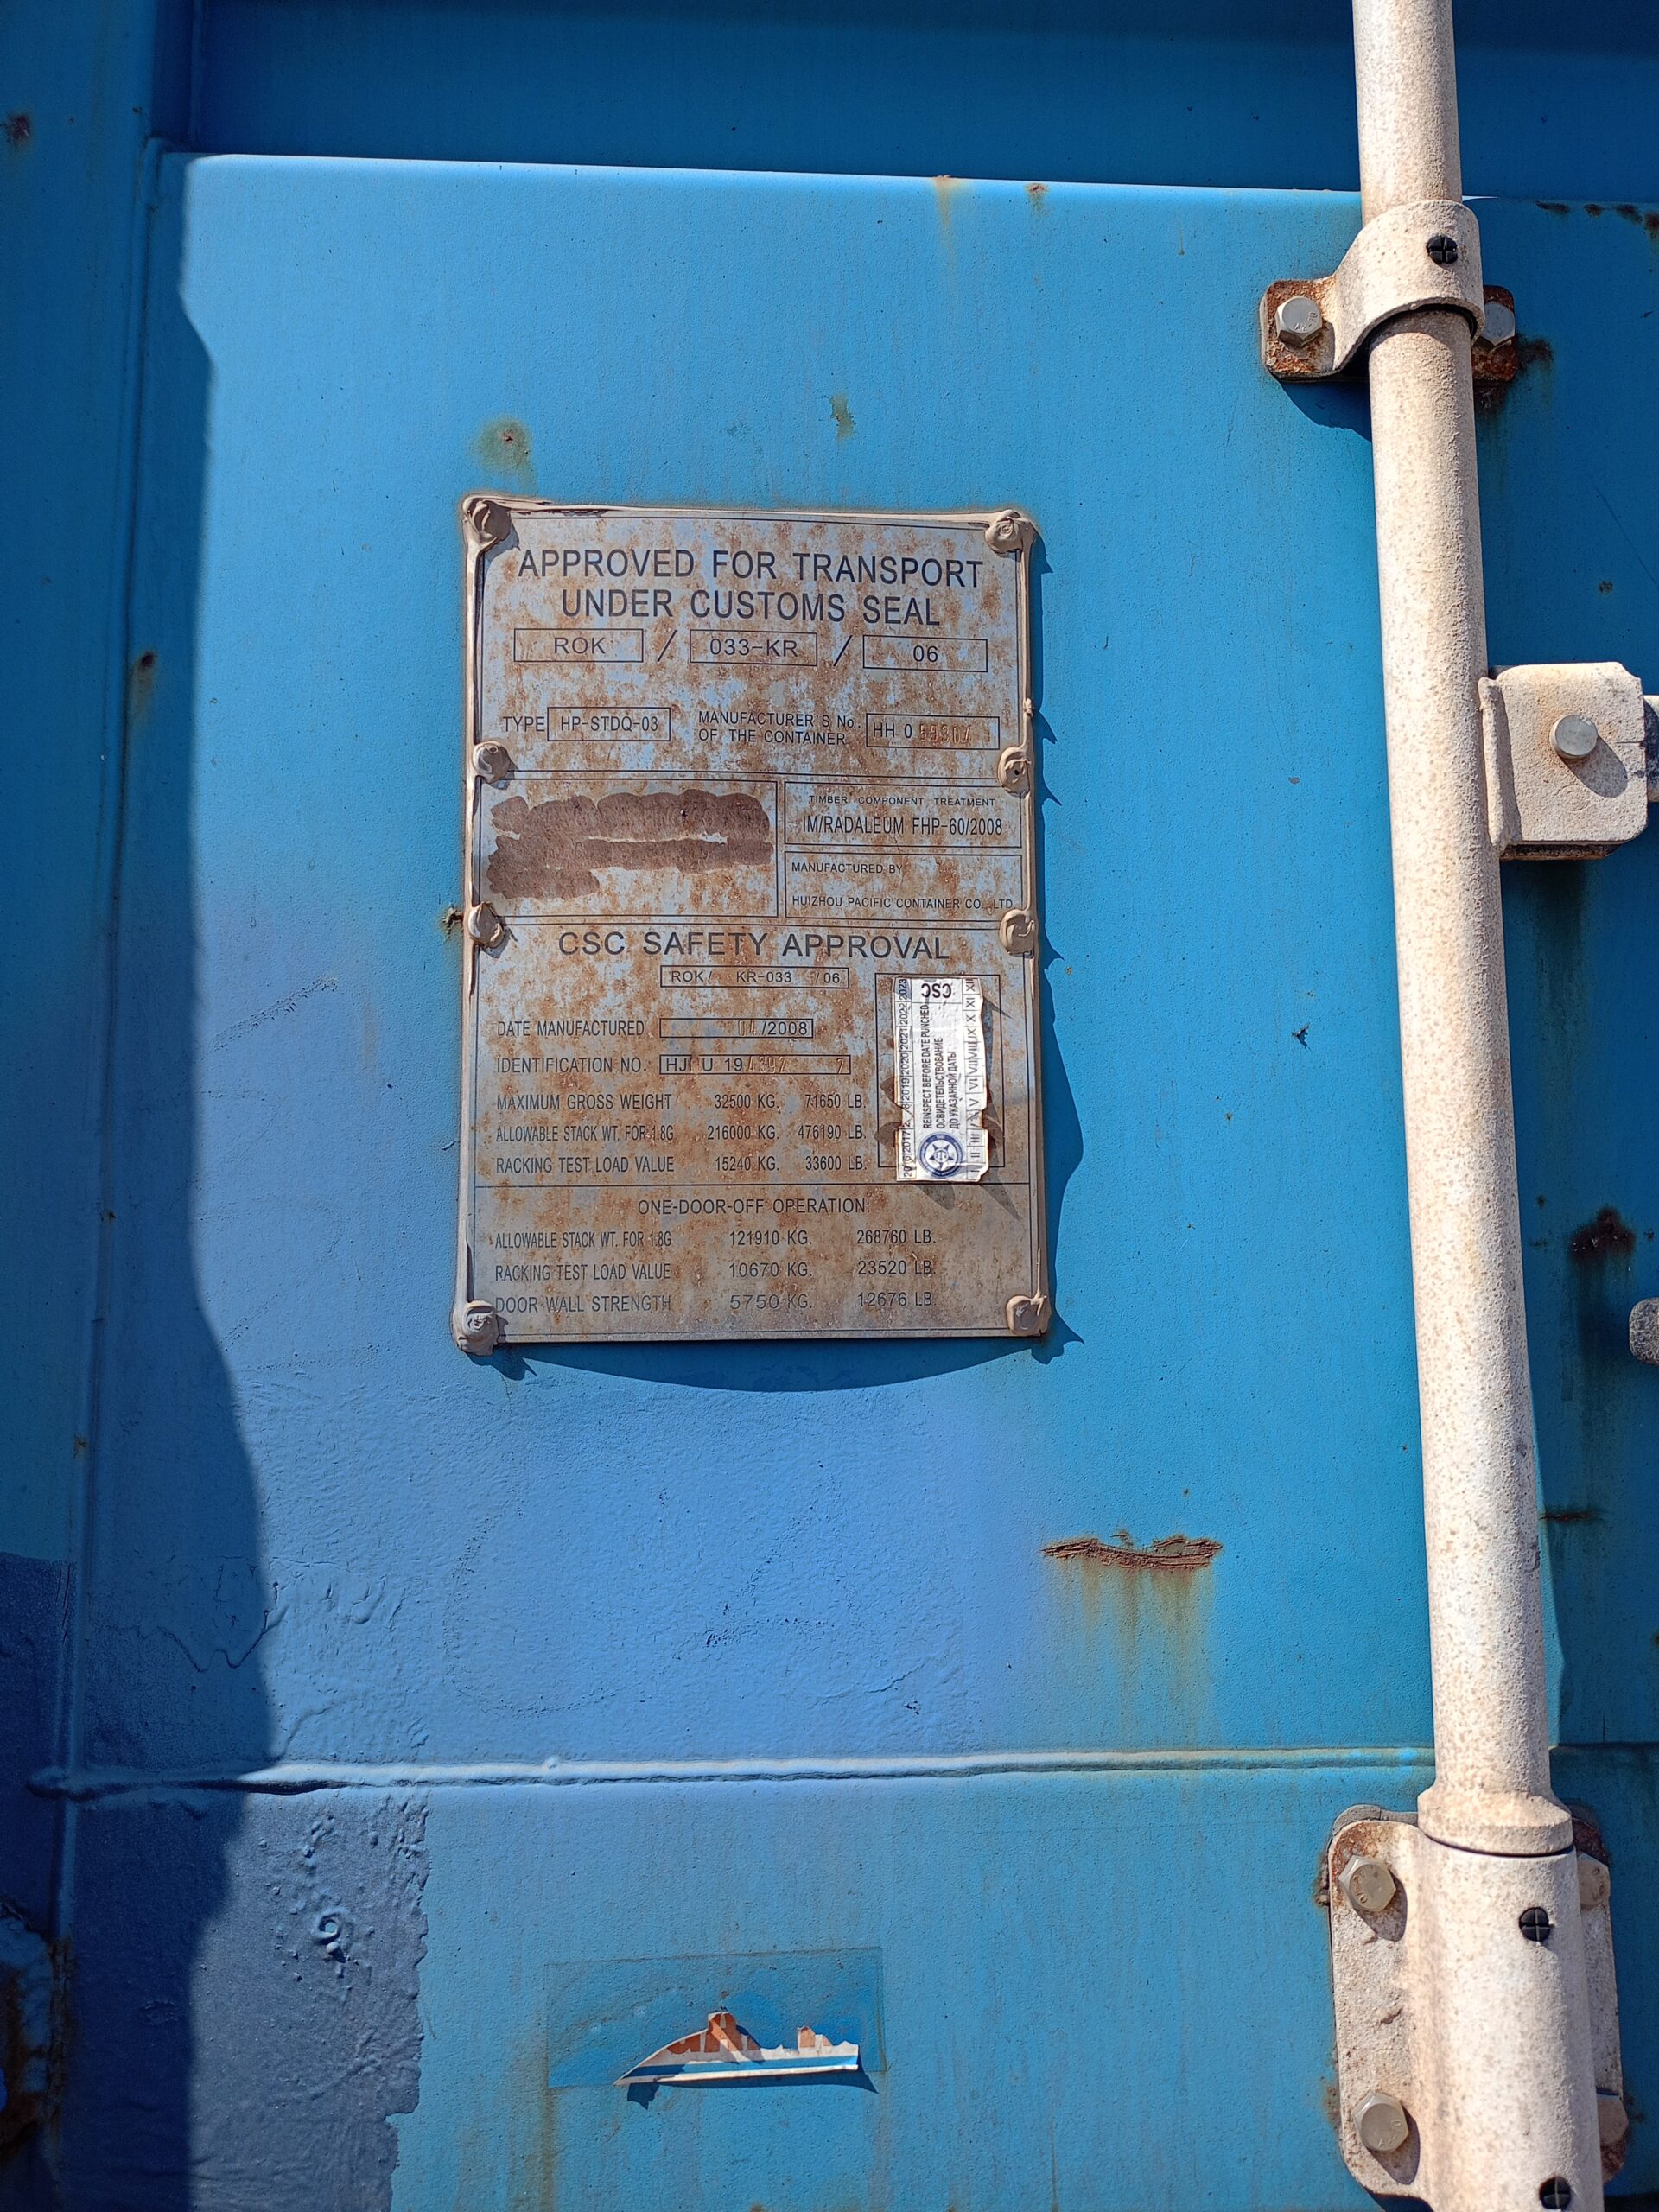 APPROVED FOR TRANSPORT
UNDER CUSTOMS SEAL
ROK / 033-KR / 06
TYPE HP-STDQ-03 MANUFACTURER'S No. OF THE CONTAINER HH 0
TIMBER COMPONENT TREATMENT
IM/RADALEUM FHP-60/2008
MANUFACTURED BY
HUIZHOU PACIFIC CONTAINER CO., LTD
CSC SAFETY APPROVAL
ROK/ KR-033 /06
DATE MANUFACTURED /2008
IDENTIFICATION NO. U 19
MAXIMUM GROSS WEIGHT 32500 KG. 71650 LB.
ALLOWABLE STACK WT. FOR 1.8G 216000 KG. 476190 LB.
RACKING TEST LOAD VALUE 15240 KG. 33600 LB.
CSC
REINSPECT BEFORE DATE PUNCHED
ОСВИДЕТЕЛЬСТВОВАНИЕ
ДО УКАЗАННОЙ ДАТЫ
ONE-DOOR-OFF OPERATION:
ALLOWABLE STACK WT. FOR 1.8G 121910 KG. 268760 LB.
RACKING TEST LOAD VALUE 10670 KG. 23520 LB.
DOOR WALL STRENGTH 5750 KG. 12676 LB.